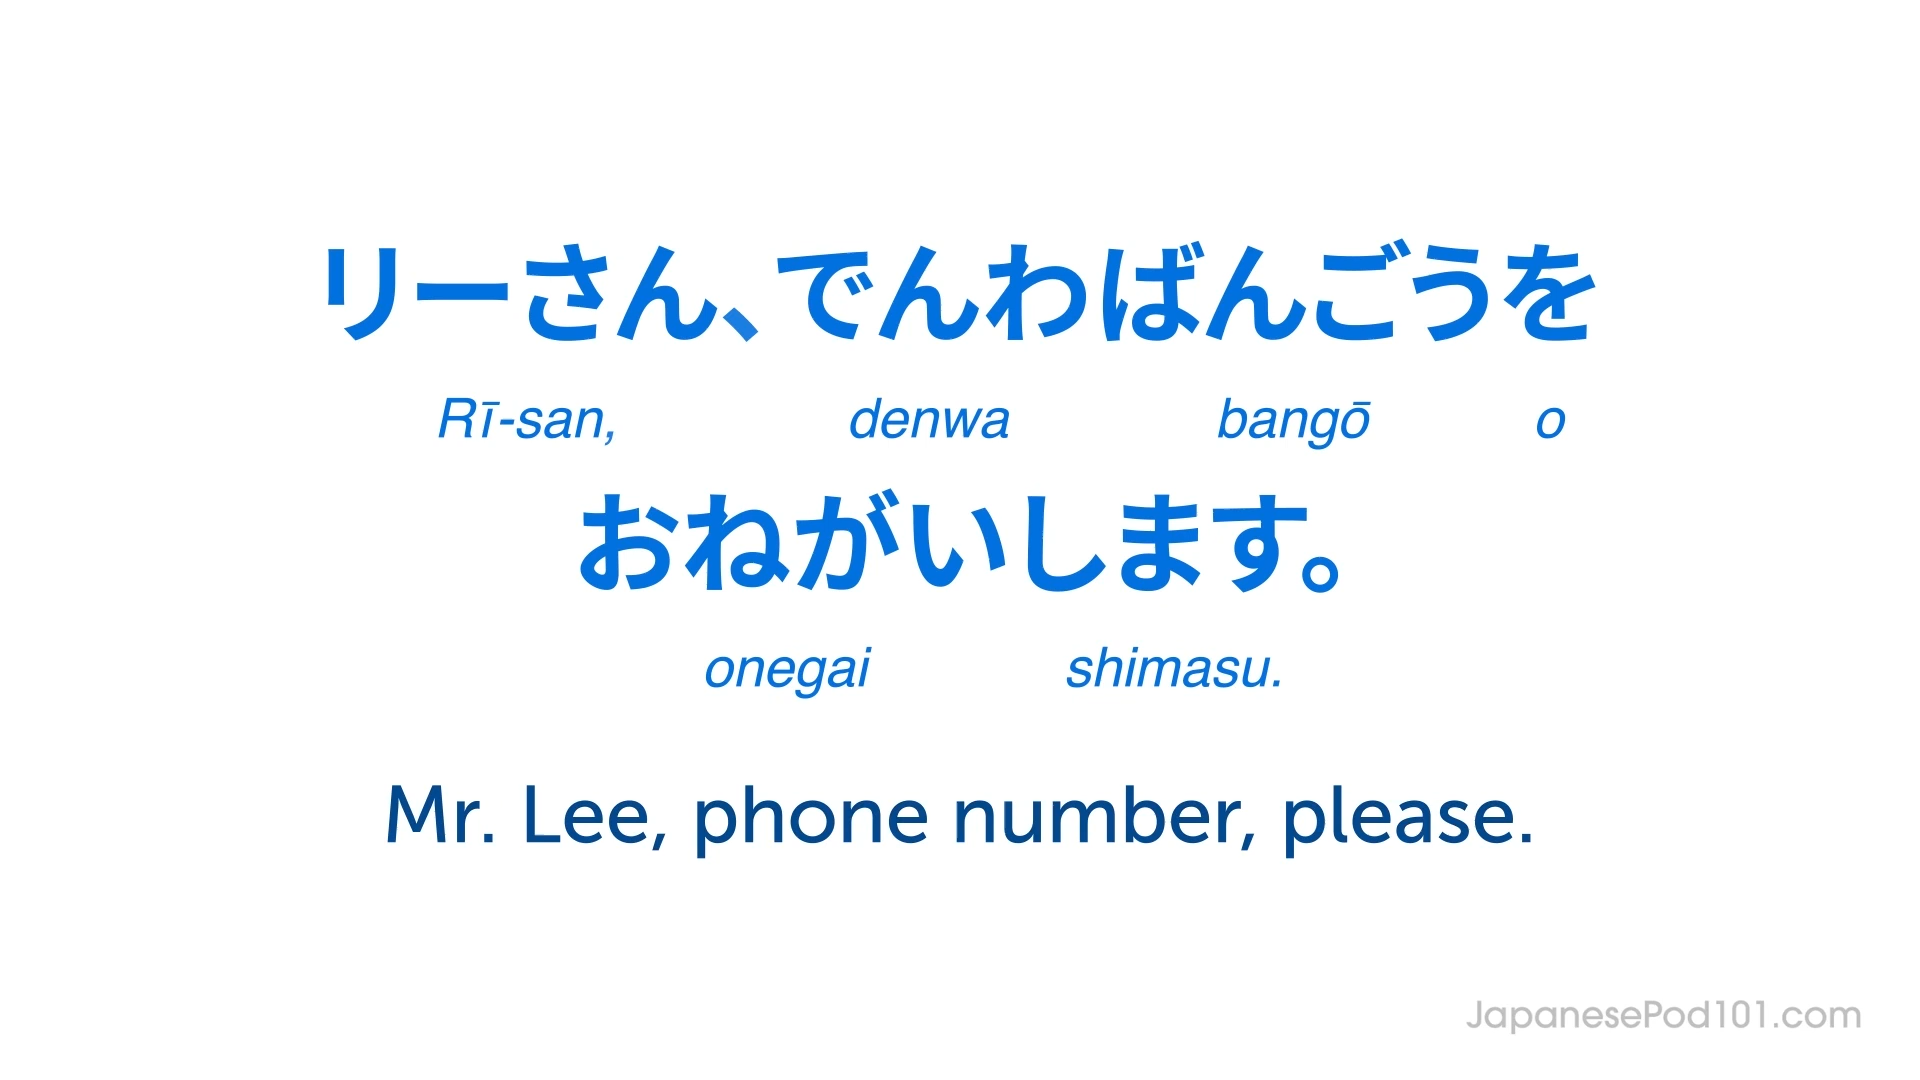 リーさん、でんわばんごうを
Rī-san, denwa bangō o
おねがいします。
onegai shimasu.
Mr. Lee, phone number, please.
JapanesePod101.com